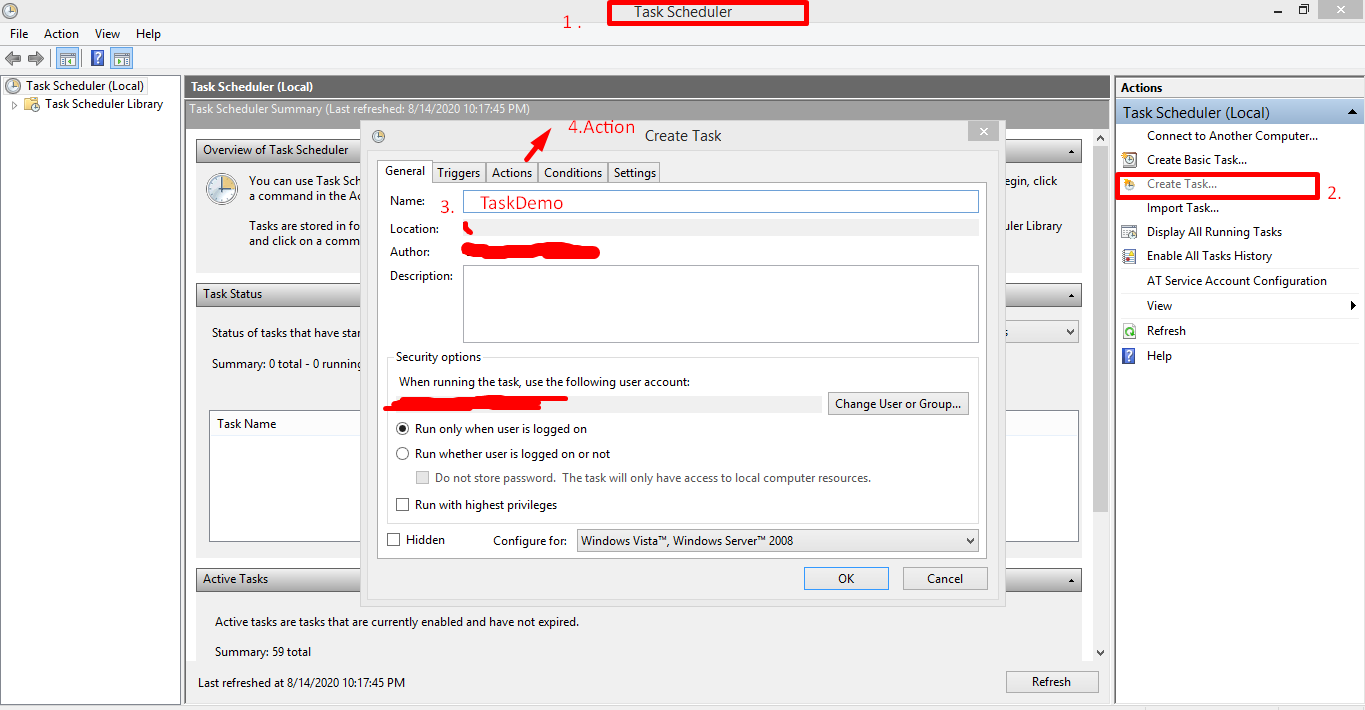 Task Scheduler
1 .
File Action View Help
Task Scheduler (Local)
Task Scheduler Library
Task Scheduler (Local)
Task Scheduler Summary (Last refreshed: 8/14/2020 10:17:45 PM)
Overview of Task Scheduler
You can use Task Sch
a command in the Ac
egin, click
Tasks are stored in fo
and click on a comm
uler Library
Task Status
Status of tasks that have star
Summary: 0 total - 0 running
Task Name
Active Tasks
Active tasks are tasks that are currently enabled and have not expired.
Summary: 59 total
Last refreshed at 8/14/2020 10:17:45 PM
Refresh
4.Action
Create Task
General Triggers Actions Conditions Settings
Name: 3. TaskDemo
Location:
Author:
Description:
Security options
When running the task, use the following user account:
Change User or Group...
Run only when user is logged on
Run whether user is logged on or not
Do not store password. The task will only have access to local computer resources.
Run with highest privileges
Hidden
Configure for: Windows Vista™, Windows Server™ 2008
OK Cancel
Actions
Task Scheduler (Local)
Connect to Another Computer...
Create Basic Task...
Create Task... 2.
Import Task...
Display All Running Tasks
Enable All Tasks History
AT Service Account Configuration
View
Refresh
Help